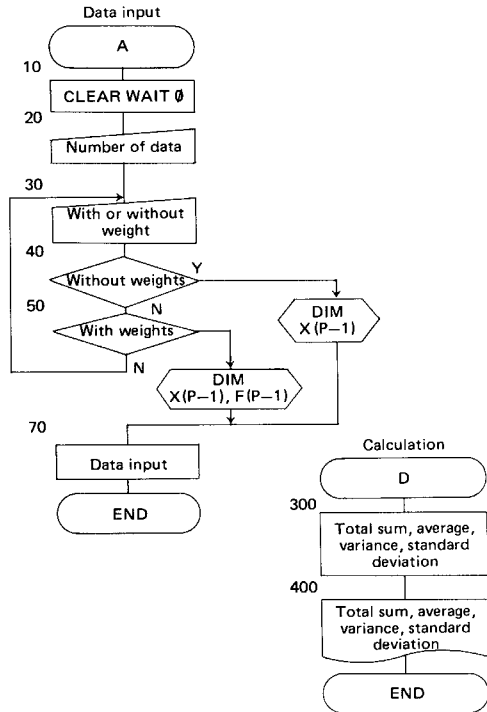 Data input
A
10
CLEAR WAIT 0
20
Number of data
30
With or without
weight
40
Without weights
Y
N
50
With weights
N
DIM
X(P–1)
DIM
X(P–1), F(P–1)
70
Data input
END
Calculation
D
300
Total sum, average,
variance, standard
deviation
400
Total sum, average,
variance, standard
deviation
END